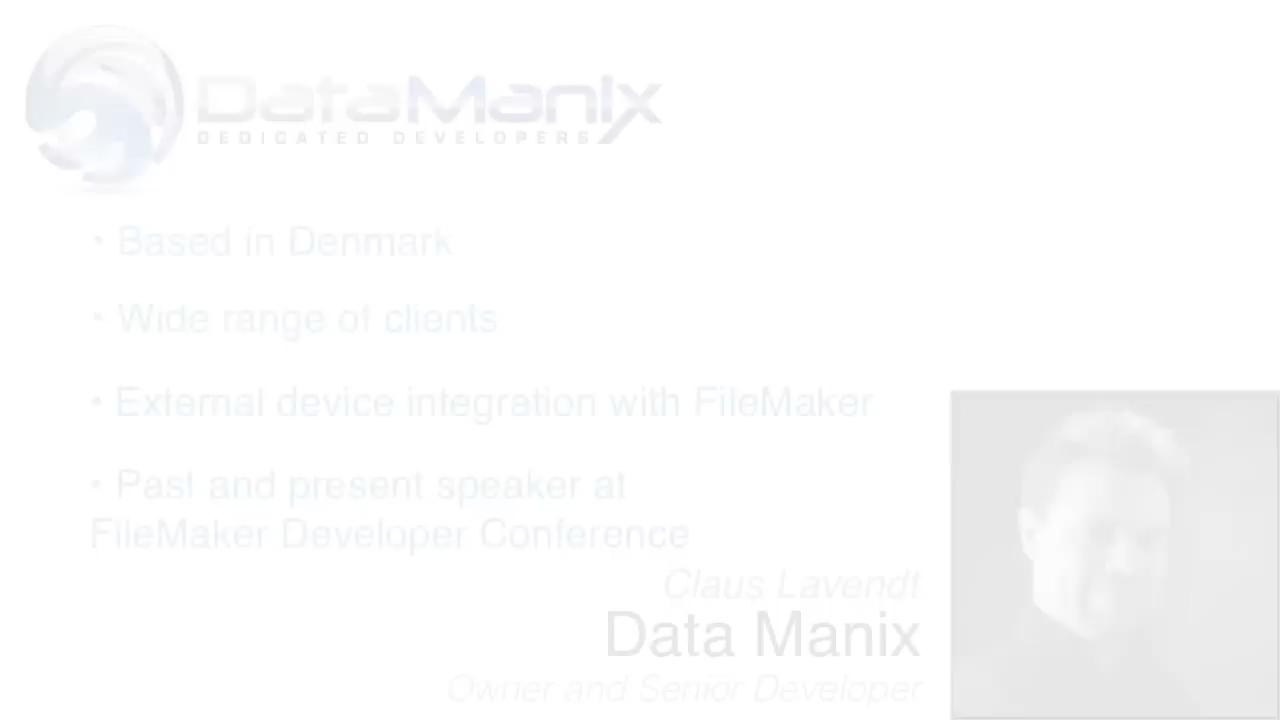 DataManix
DEDICATED DEVELOPERS
• Based in Denmark
• Wide range of clients
• External device integration with FileMaker
• Past and present speaker at
FileMaker Developer Conference
Claus Lavendt
Data Manix
Owner and Senior Developer